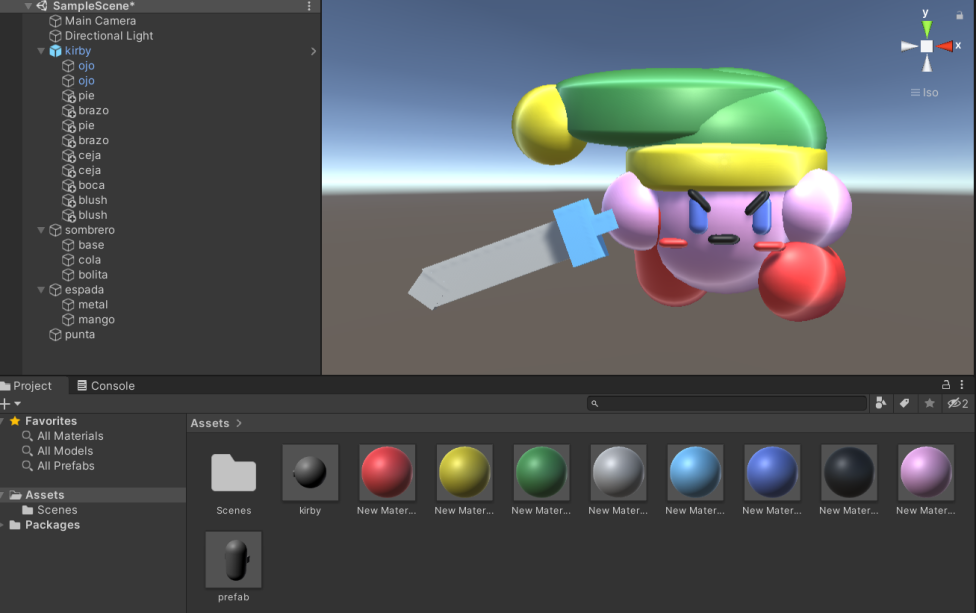 SampleScene*
Main Camera
Directional Light
kirby
ojo
ojo
pie
brazo
pie
brazo
ceja
ceja
boca
blush
blush
sombrero
base
cola
bolita
espada
metal
mango
punta
y
x
Iso
Project
Console
2
Favorites
All Materials
All Models
All Prefabs
Assets
Scenes
Packages
Assets >
Scenes
kirby
New Mater...
New Mater...
New Mater...
New Mater...
New Mater...
New Mater...
New Mater...
New Mater...
prefab